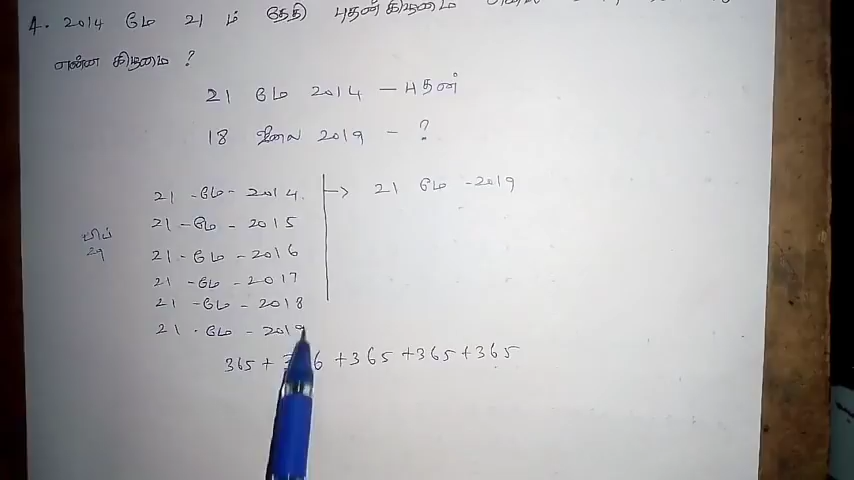 4. 2014 மே 21 ம் தேதி புதன் கிழமை
என்ன கிழமை ?
21 மே 2014 - புதன்
18 ஜூலை 2019 - ?
21 - மே - 2014 → 21 மே - 2019
21 - மே - 2015
லீப்
29
21 - மே - 2016
21 - மே - 2017
21 - மே - 2018
21 - மே - 2019
365 + 366 + 365 + 365 + 365